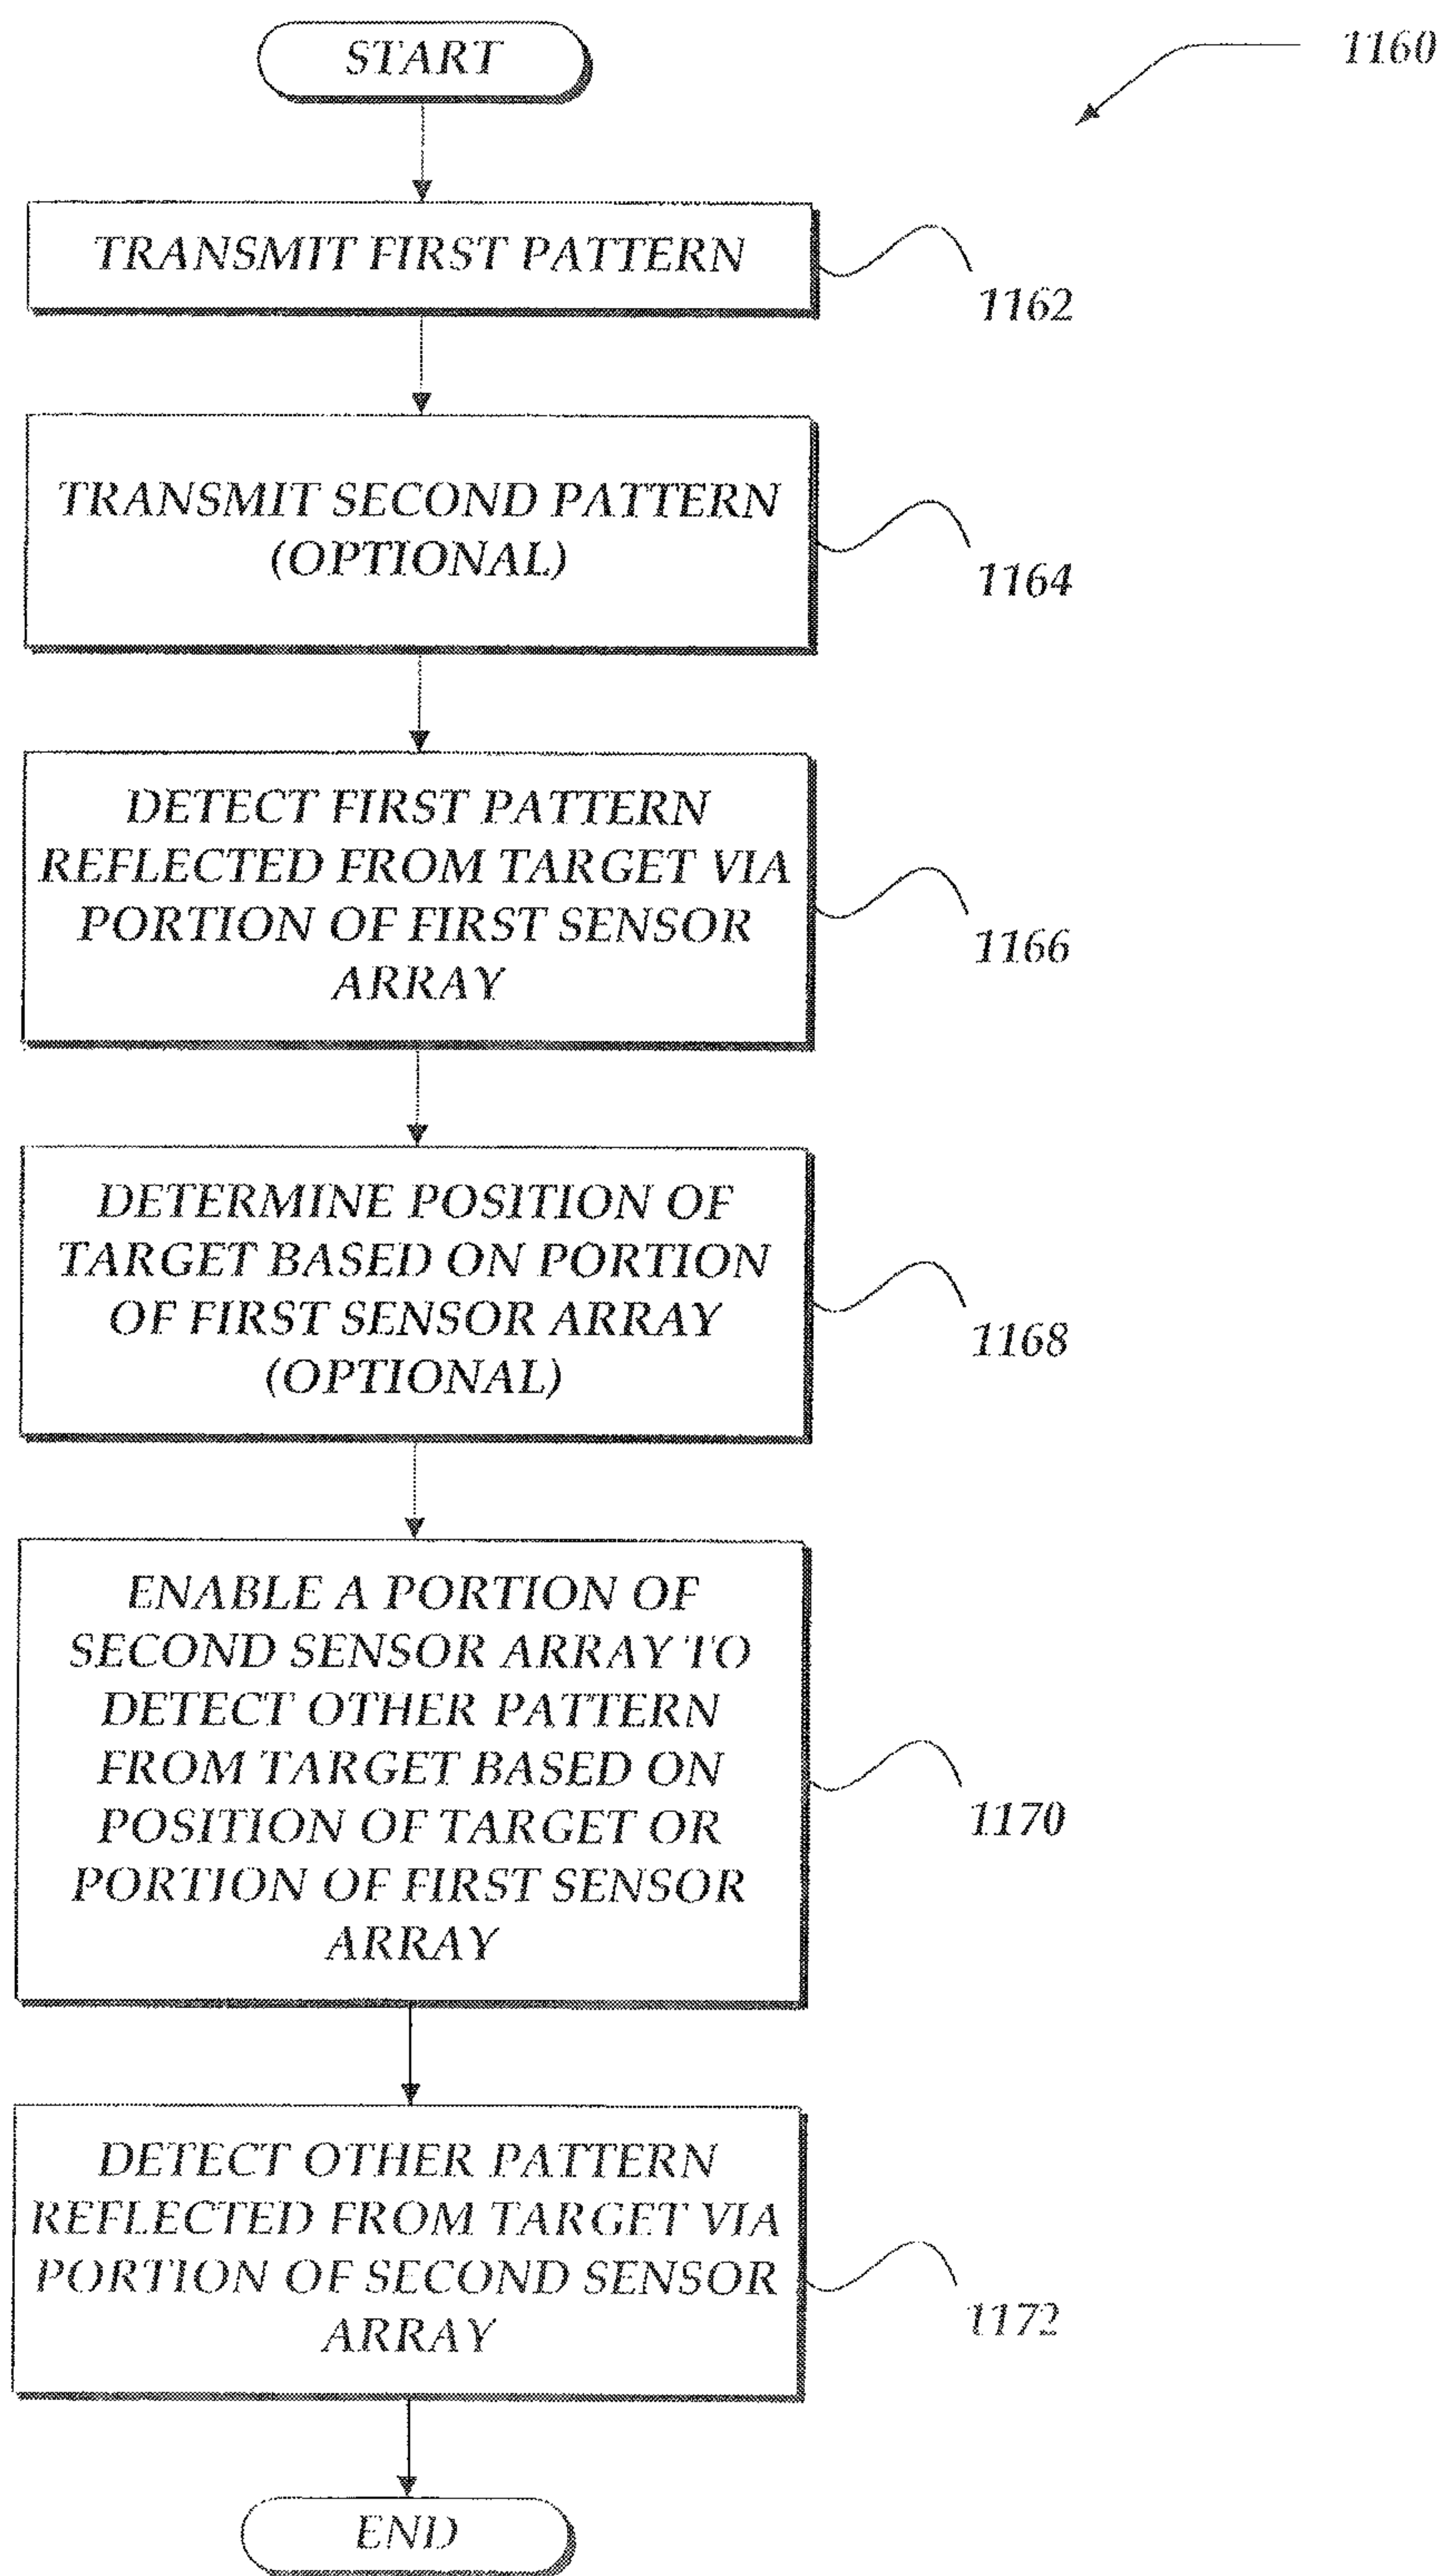 START
1160
TRANSMIT FIRST PATTERN
1162
TRANSMIT SECOND PATTERN
(OPTIONAL)
1164
DETECT FIRST PATTERN
REFLECTED FROM TARGET VIA
PORTION OF FIRST SENSOR
ARRAY
1166
DETERMINE POSITION OF
TARGET BASED ON PORTION
OF FIRST SENSOR ARRAY
(OPTIONAL)
1168
ENABLE A PORTION OF
SECOND SENSOR ARRAY TO
DETECT OTHER PATTERN
FROM TARGET BASED ON
POSITION OF TARGET OR
PORTION OF FIRST SENSOR
ARRAY
1170
DETECT OTHER PATTERN
REFLECTED FROM TARGET VIA
PORTION OF SECOND SENSOR
ARRAY
1172
END